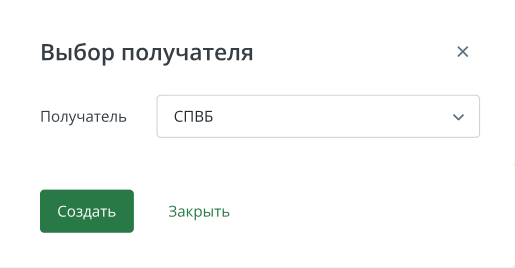 Выбор получателя
Получатель СПВБ
Создать Закрыть